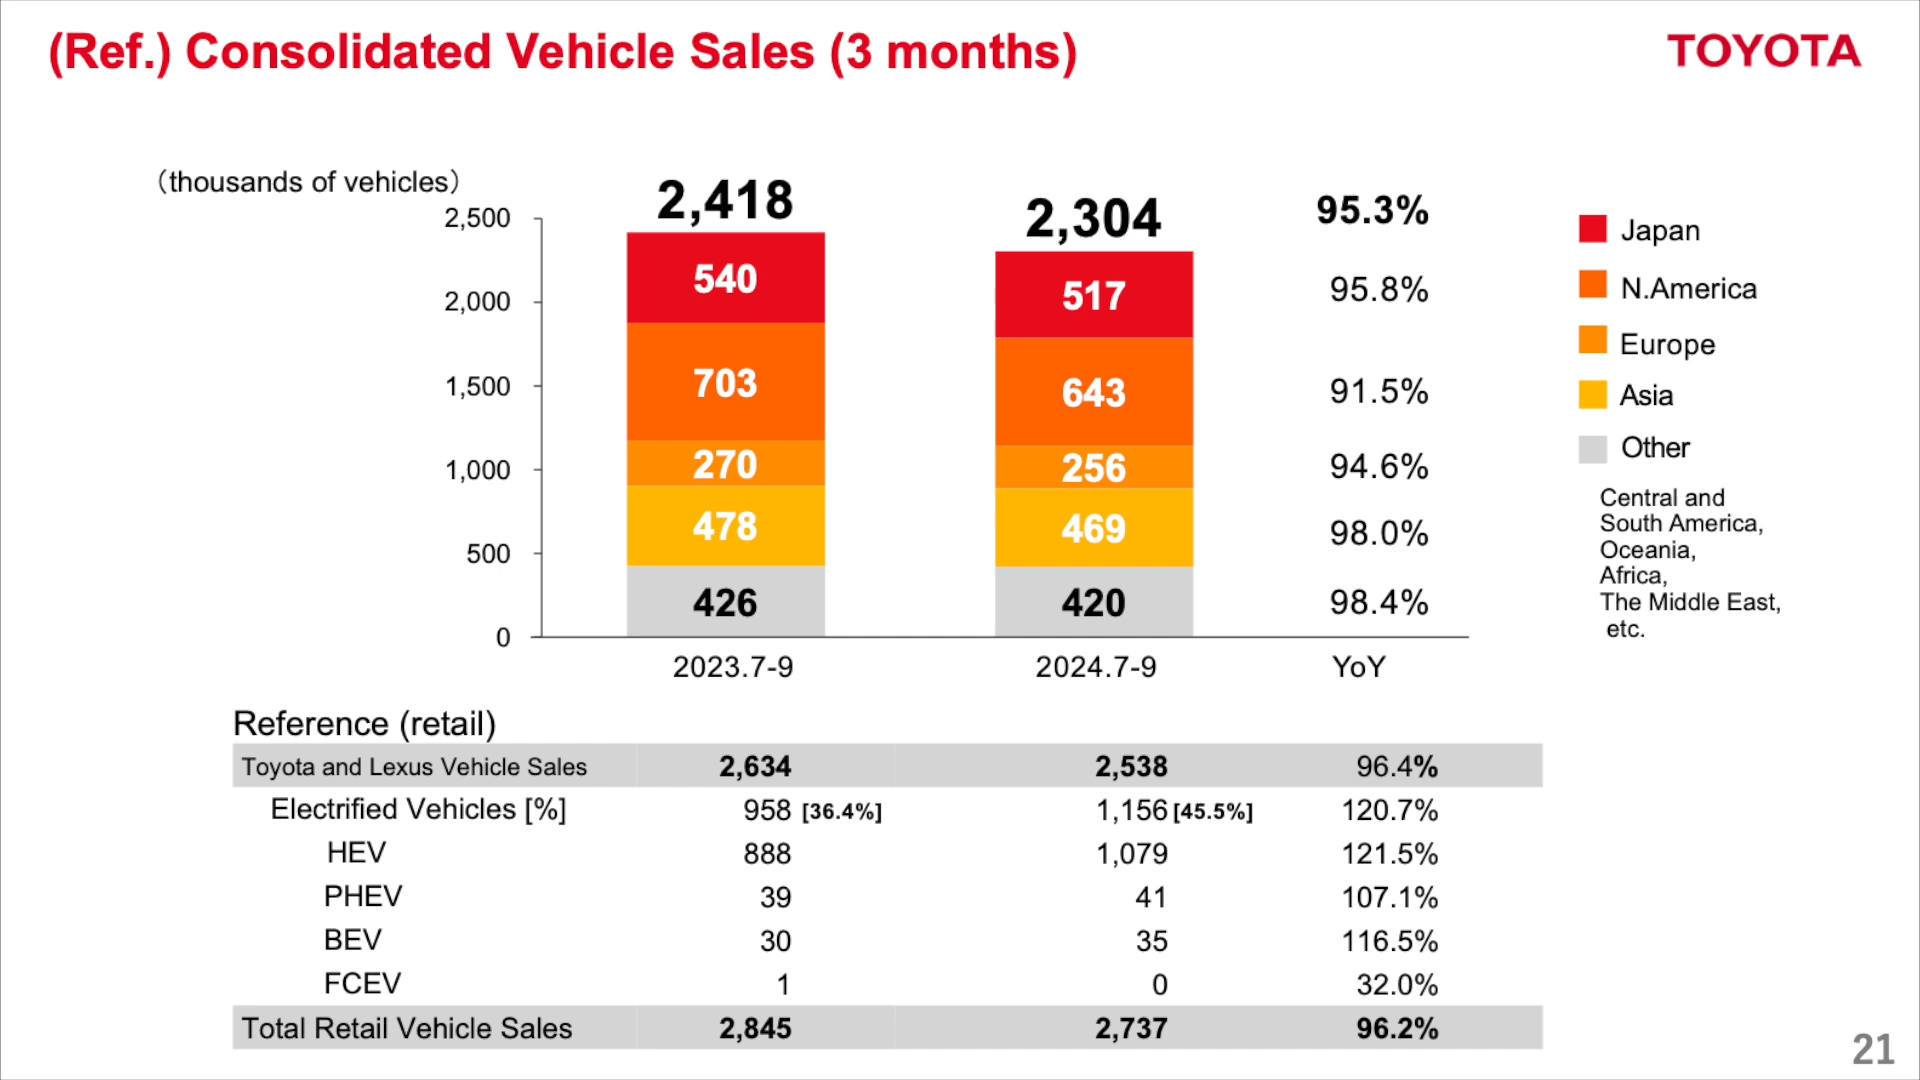 (Ref.) Consolidated Vehicle Sales (3 months)
TOYOTA
(thousands of vehicles)
2,500
2,000
1,500
1,000
500
0
2,418
540
703
270
478
426
2,304
517
643
256
469
420
95.3%
95.8%
91.5%
94.6%
98.0%
98.4%
2023.7-9
2024.7-9
YoY
Japan
N.America
Europe
Asia
Other
Central and
South America,
Oceania,
Africa,
The Middle East,
etc.
Reference (retail)
Toyota and Lexus Vehicle Sales 2,634 2,538 96.4%
Electrified Vehicles [%] 958 [36.4%] 1,156 [45.5%] 120.7%
HEV 888 1,079 121.5%
PHEV 39 41 107.1%
BEV 30 35 116.5%
FCEV 1 0 32.0%
Total Retail Vehicle Sales 2,845 2,737 96.2%
21